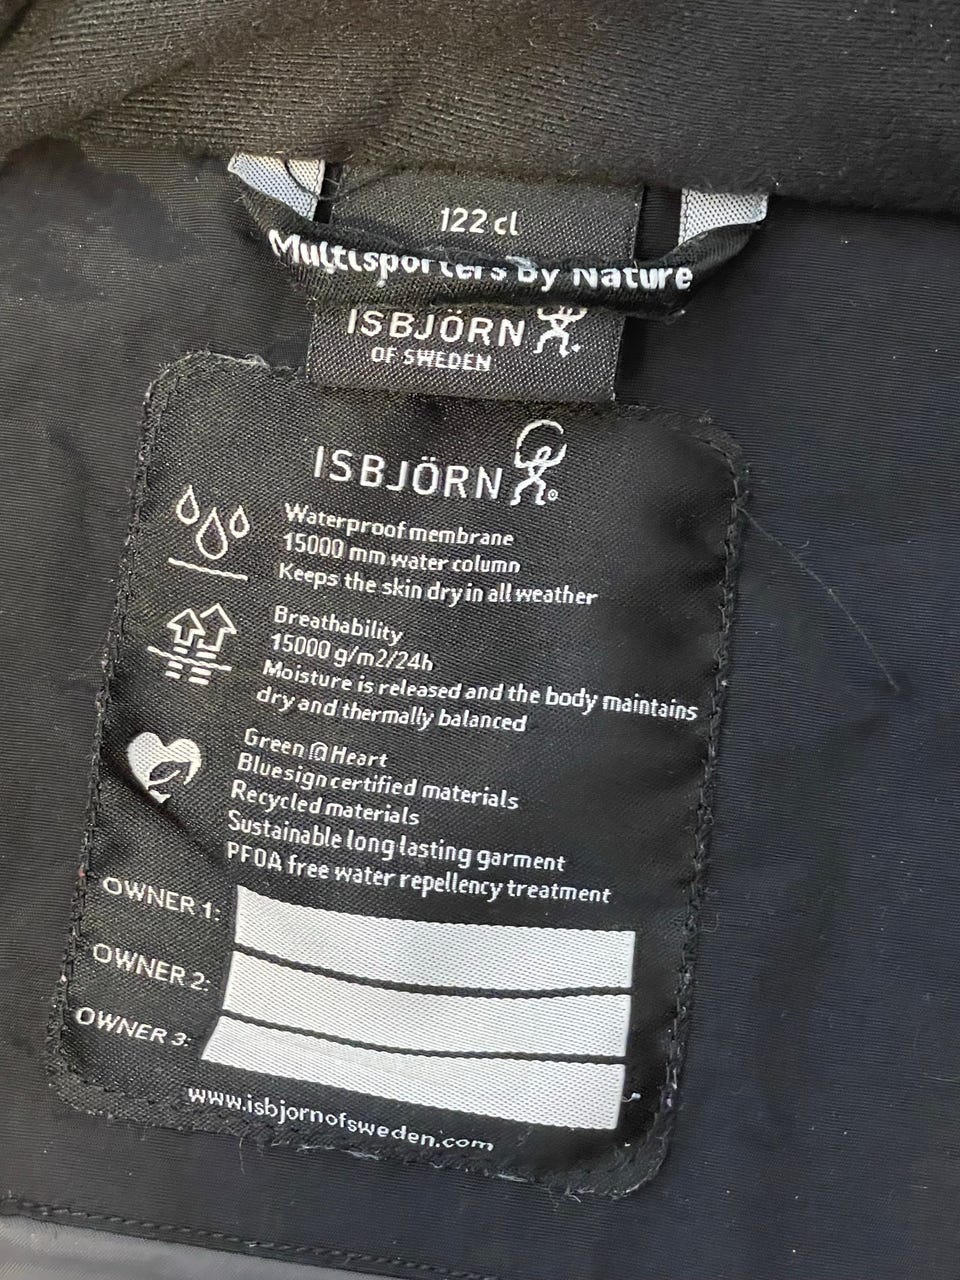 122 cl
Multisporters By Nature
ISBJÖRN
OF SWEDEN
ISBJÖRN
Waterproof membrane
15000 mm water column
Keeps the skin dry in all weather
Breathability
15000 g/m2/24h
Moisture is released and the body maintains
dry and thermally balanced
Green @ Heart
Bluesign certified materials
Recycled materials
Sustainable long lasting garment
PFOA free water repellency treatment
OWNER 1:
OWNER 2:
OWNER 3:
www.isbjornofsweden.com